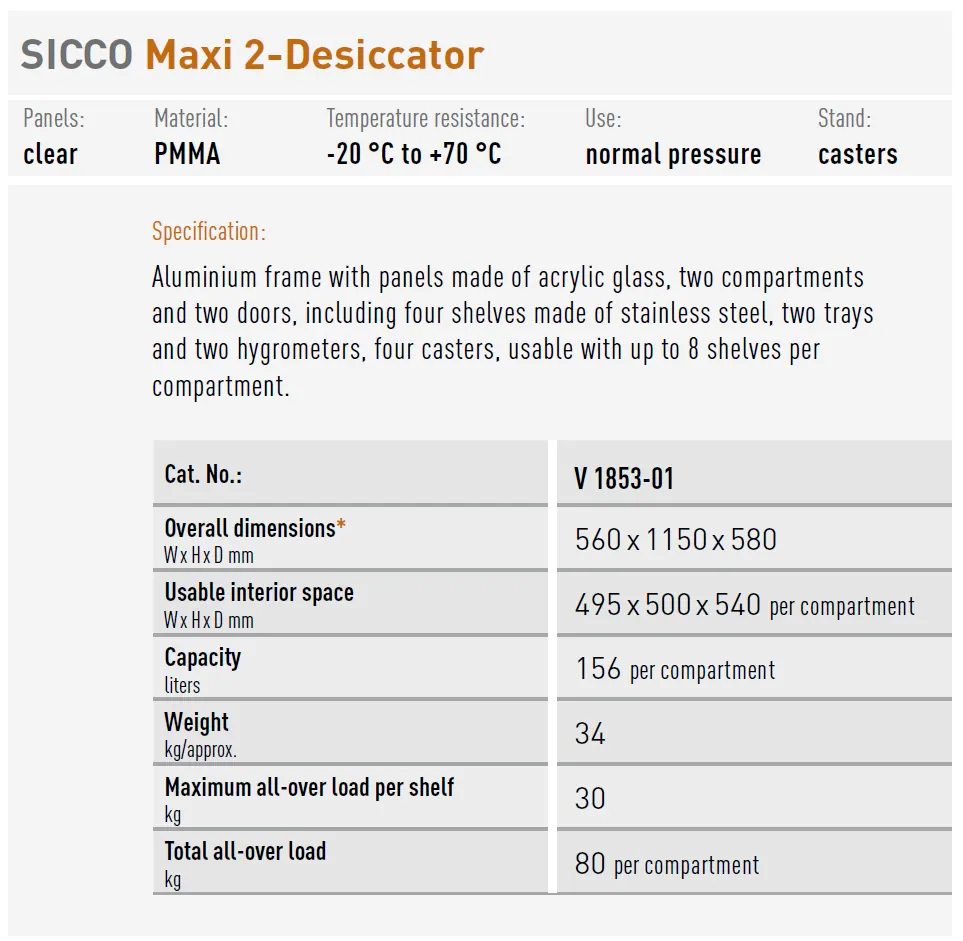 SICCO Maxi 2-Desiccator
Panels: Material: Temperature resistance: Use: Stand:
clear PMMA -20 °C to +70 °C normal pressure casters
Specification:
Aluminium frame with panels made of acrylic glass, two compartments
and two doors, including four shelves made of stainless steel, two trays
and two hygrometers, four casters, usable with up to 8 shelves per
compartment.
Cat. No.: V 1853-01
Overall dimensions*
W x H x D mm 560 x 1150 x 580
Usable interior space
W x H x D mm 495 x 500 x 540 per compartment
Capacity
liters 156 per compartment
Weight
kg/approx. 34
Maximum all-over load per shelf
kg 30
Total all-over load
kg 80 per compartment